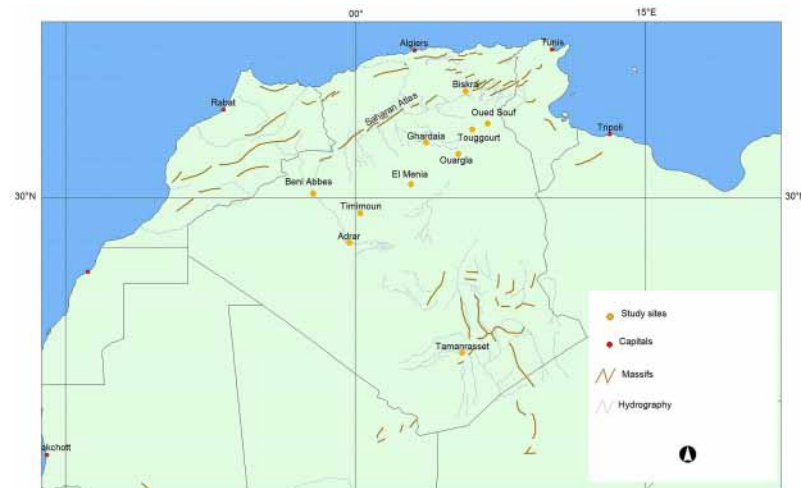 00°
15°E
Algiers
Tunis
Biskra
Rabat
Saharan Atlas
Oued Souf
Tripoli
Ghardaia
Touggourt
Ouargla
El Menia
Beni Abbes
30°N
30°N
Timimoun
Adrar
Study sites
Capitals
Tamanrasset
Massifs
Hydrography
okchott